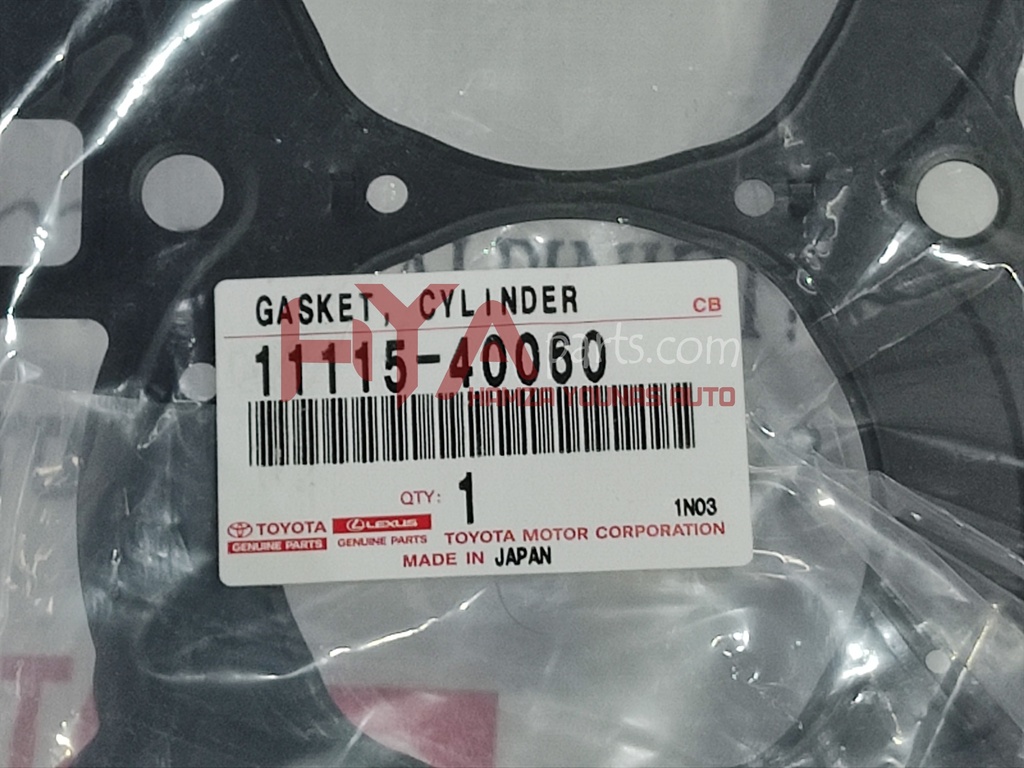 GASKET, CYLINDER
CB
11115-40060
HYA parts.com
HAMZA YOUNAS AUTO
QTY: 1
1N03
TOYOTA
GENUINE PARTS
LEXUS
GENUINE PARTS
TOYOTA MOTOR CORPORATION
MADE IN JAPAN